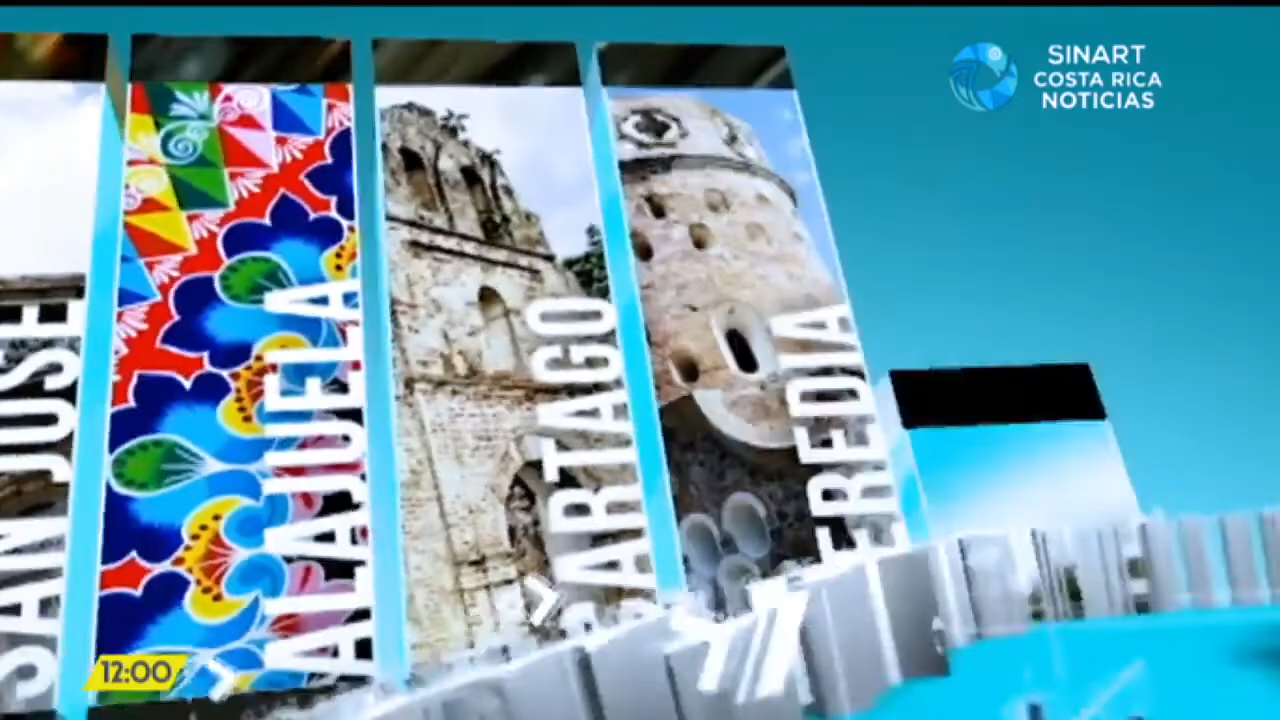 SINART
COSTA RICA
NOTICIAS
SAN JOSE
ALAJUELA
CARTAGO
HEREDIA
12:00